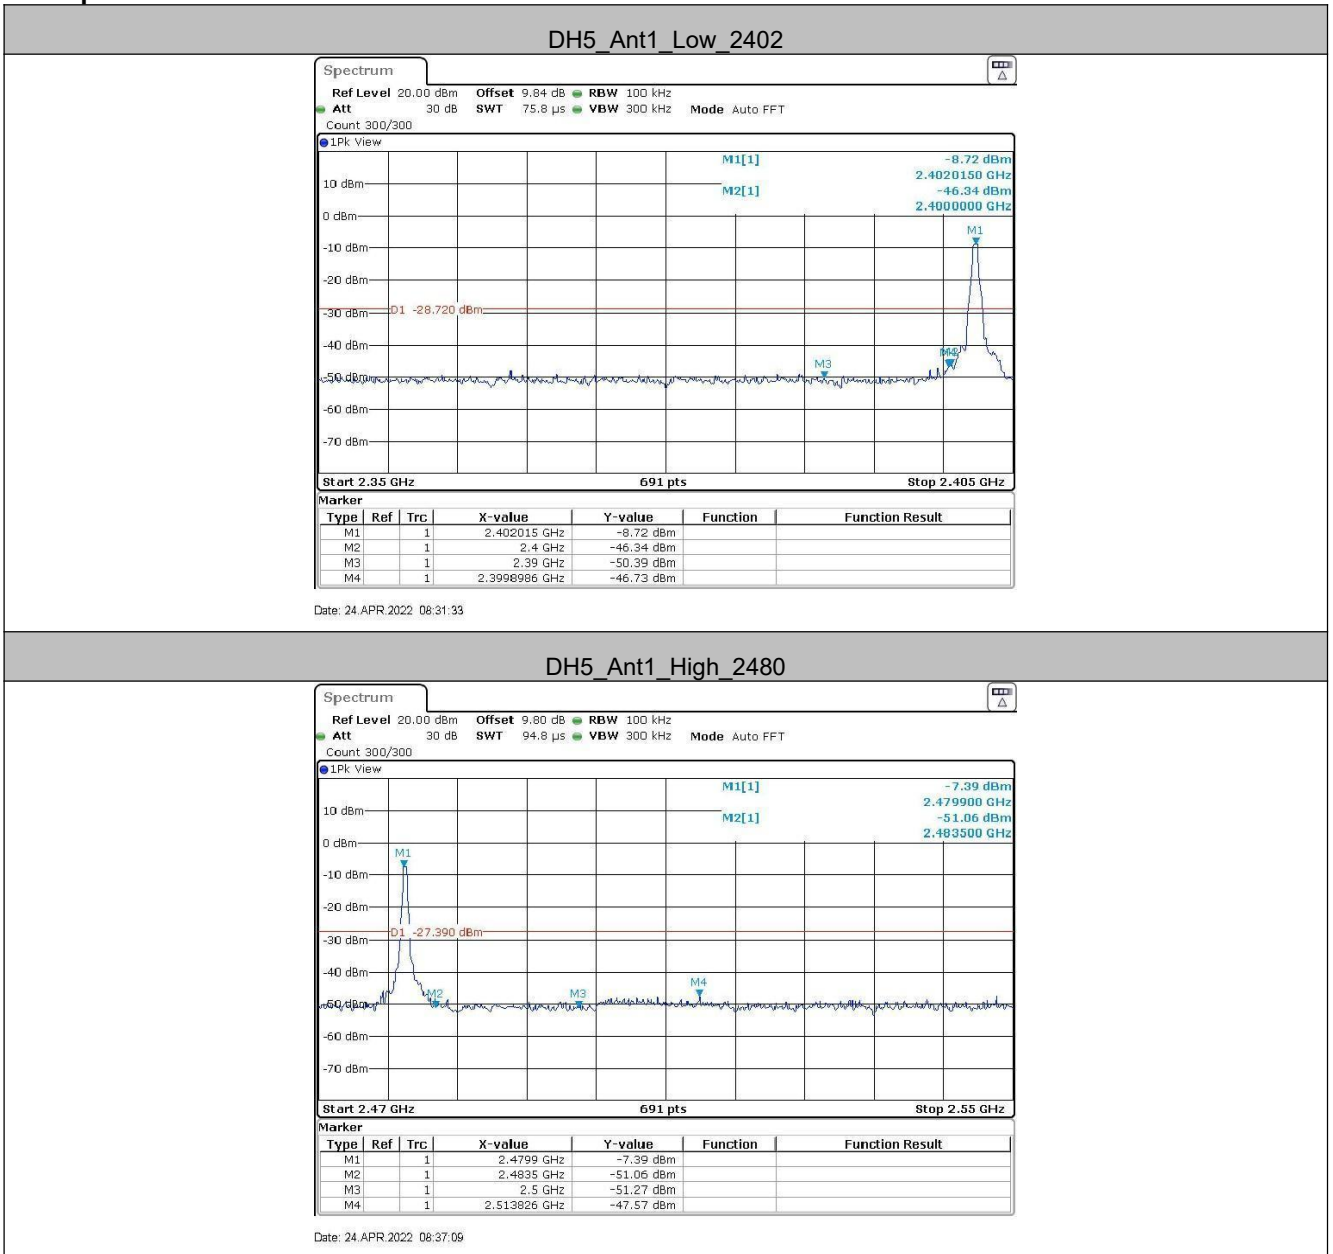 DH5_Ant1_Low_2402
Spectrum
Ref Level 20.00 dBm Offset 9.84 dB RBW 100 kHz
Att 30 dB SWT 75.8 µs VBW 300 kHz Mode Auto FFT
Count 300/300
1Pk View
M1[1] -8.72 dBm
2.4020150 GHz
10 dBm
M2[1] -46.34 dBm
2.4000000 GHz
0 dBm
M1
-10 dBm
-20 dBm
D1 -28.720 dBm
-30 dBm
-40 dBm
M3
-50 dBm
-60 dBm
-70 dBm
Start 2.35 GHz 691 pts Stop 2.405 GHz
Marker
Type Ref Trc X-value Y-value Function Function Result
M1 1 2.402015 GHz -8.72 dBm
M2 1 2.4 GHz -46.34 dBm
M3 1 2.39 GHz -50.39 dBm
M4 1 2.3998986 GHz -46.73 dBm
Date: 24.APR.2022 08:31:33
DH5_Ant1_High_2480
Spectrum
Ref Level 20.00 dBm Offset 9.80 dB RBW 100 kHz
Att 30 dB SWT 94.8 µs VBW 300 kHz Mode Auto FFT
Count 300/300
1Pk View
M1[1] -7.39 dBm
2.479900 GHz
10 dBm
M2[1] -51.06 dBm
2.483500 GHz
0 dBm
M1
-10 dBm
-20 dBm
D1 -27.390 dBm
-30 dBm
-40 dBm
M4
M2 M3
-50 dBm
-60 dBm
-70 dBm
Start 2.47 GHz 691 pts Stop 2.55 GHz
Marker
Type Ref Trc X-value Y-value Function Function Result
M1 1 2.4799 GHz -7.39 dBm
M2 1 2.4835 GHz -51.06 dBm
M3 1 2.5 GHz -51.27 dBm
M4 1 2.513826 GHz -47.57 dBm
Date: 24.APR.2022 08:37:09